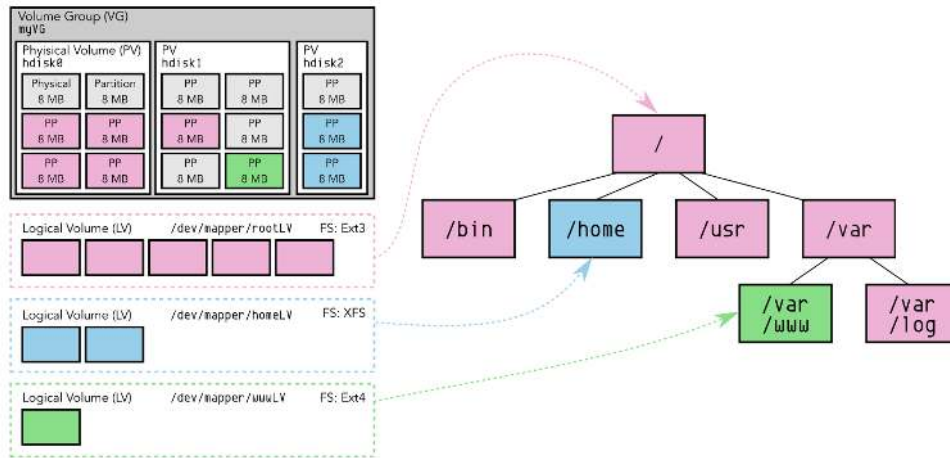 Volume Group (VG)
myVG
Phyisical Volume (PV)
hdisk0
Physical
8 MB
Partition
8 MB
PP
8 MB
PP
8 MB
PP
8 MB
PP
8 MB
PV
hdisk1
PP
8 MB
PP
8 MB
PP
8 MB
PP
8 MB
PP
8 MB
PP
8 MB
PV
hdisk2
PP
8 MB
PP
8 MB
PP
8 MB
Logical Volume (LV) /dev/mapper/rootLV FS: Ext3
Logical Volume (LV) /dev/mapper/homeLV FS: XFS
Logical Volume (LV) /dev/mapper/wwwLV FS: Ext4
/
/bin
/home
/usr
/var
/var
/www
/var
/log